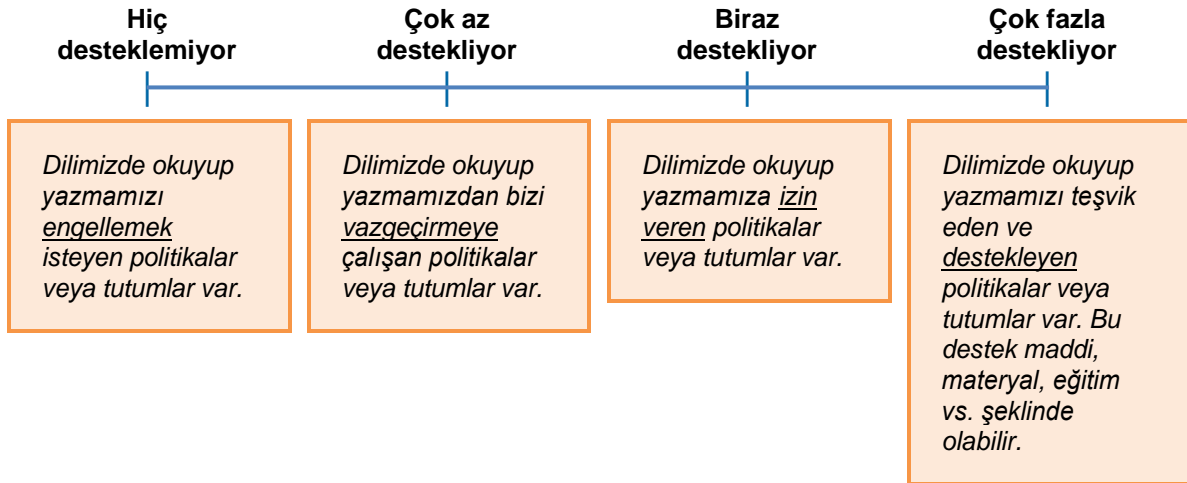 Hiç
desteklemiyor
Çok az
destekliyor
Biraz
destekliyor
Çok fazla
destekliyor
Dilimizde okuyup
yazmamızı
engellemek
isteyen politikalar
veya tutumlar var.
Dilimizde okuyup
yazmamızdan bizi
vazgeçirmeye
çalışan politikalar
veya tutumlar var.
Dilimizde okuyup
yazmamıza izin
veren politikalar
veya tutumlar var.
Dilimizde okuyup
yazmamızı teşvik
eden ve
destekleyen
politikalar veya
tutumlar var. Bu
destek maddi,
materyal, eğitim
vs. şeklinde
olabilir.